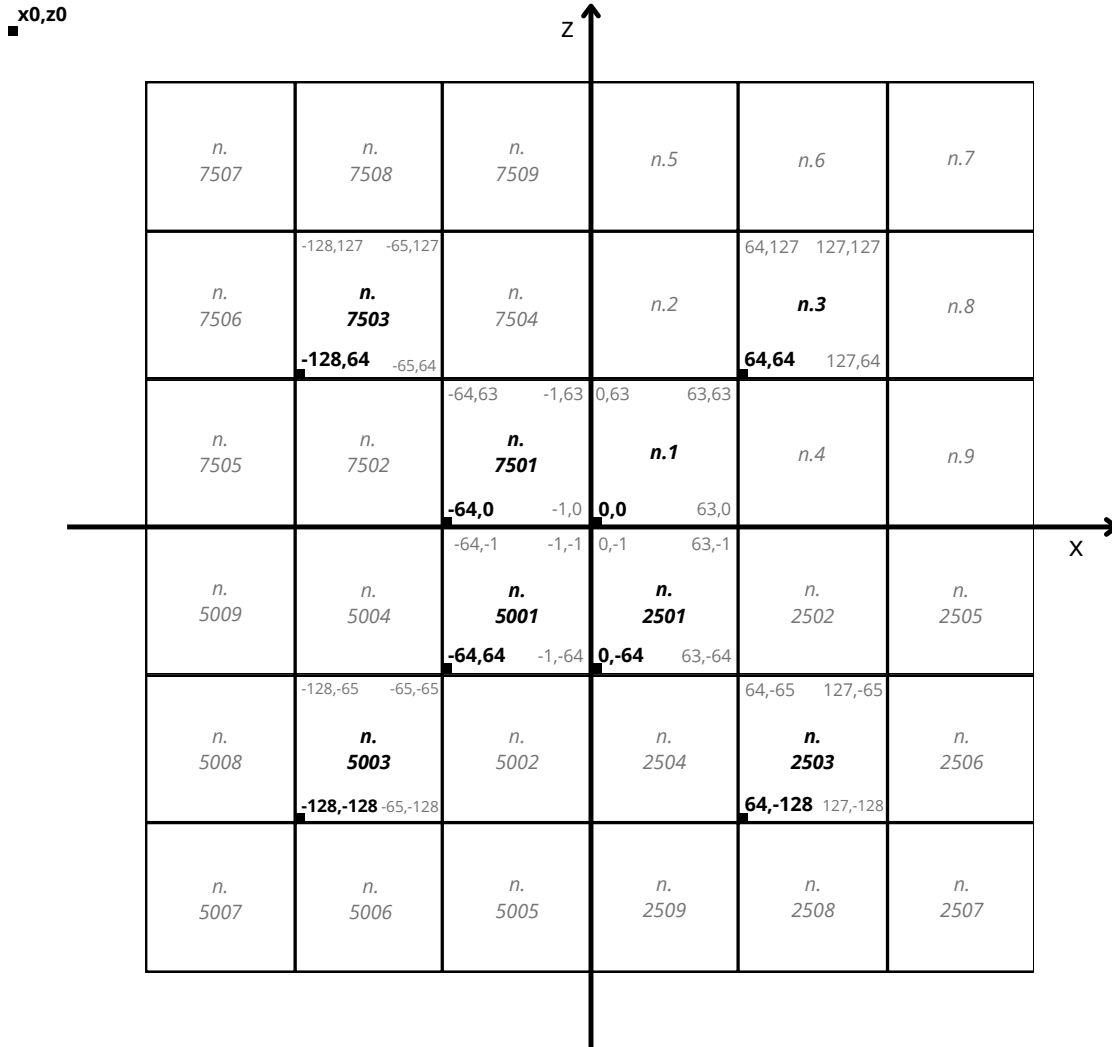 x0,z0
Z
n.
7507
n.
7508
n.
7509
n.5
n.6
n.7
-128,127 -65,127
64,127 127,127
n.
7506
n.
7503
n.
7504
n.2
n.3
n.8
-128,64 -65,64
64,64 127,64
-64,63 -1,63 0,63 63,63
n.
7505
n.
7502
n.
7501
n.1
n.4
n.9
-64,0 -1,0 0,0 63,0
X
-64,-1 -1,-1 0,-1 63,-1
n.
5009
n.
5004
n.
5001
n.
2501
n.
2502
n.
2505
-64,64 -1,-64 0,-64 63,-64
-128,-65 -65,-65
64,-65 127,-65
n.
5008
n.
5003
n.
5002
n.
2504
n.
2503
n.
2506
-128,-128 -65,-128
64,-128 127,-128
n.
5007
n.
5006
n.
5005
n.
2509
n.
2508
n.
2507